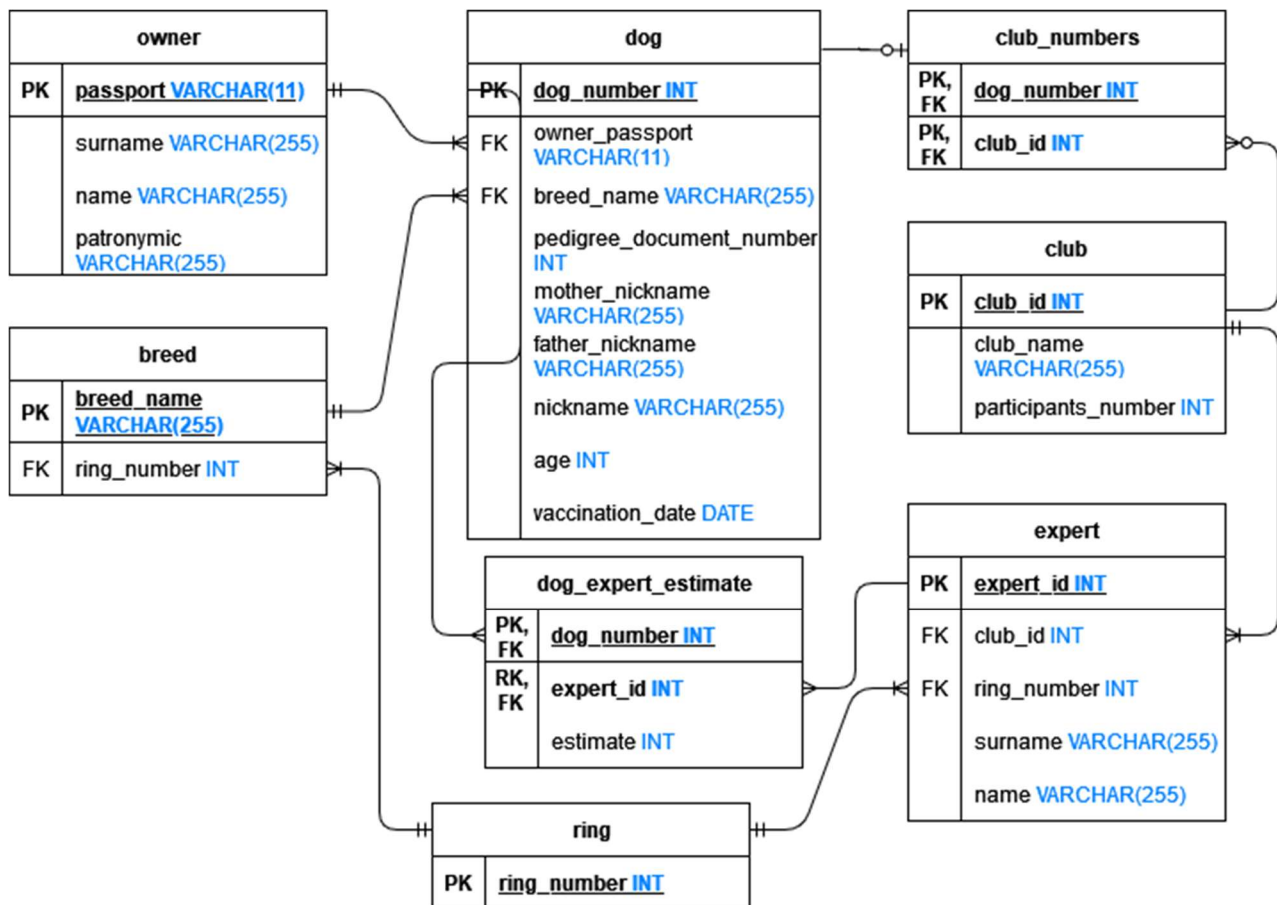 owner
PK passport VARCHAR(11)
surname VARCHAR(255)
name VARCHAR(255)
patronymic
VARCHAR(255)
breed
PK breed_name
VARCHAR(255)
FK ring_number INT
dog
PK dog_number INT
FK owner_passport
VARCHAR(11)
FK breed_name VARCHAR(255)
pedigree_document_number
INT
mother_nickname
VARCHAR(255)
father_nickname
VARCHAR(255)
nickname VARCHAR(255)
age INT
vaccination_date DATE
club_numbers
PK,
FK dog_number INT
PK,
FK club_id INT
club
PK club_id INT
club_name
VARCHAR(255)
participants_number INT
dog_expert_estimate
PK,
FK dog_number INT
RK,
FK expert_id INT
estimate INT
expert
PK expert_id INT
FK club_id INT
FK ring_number INT
surname VARCHAR(255)
name VARCHAR(255)
ring
PK ring_number INT